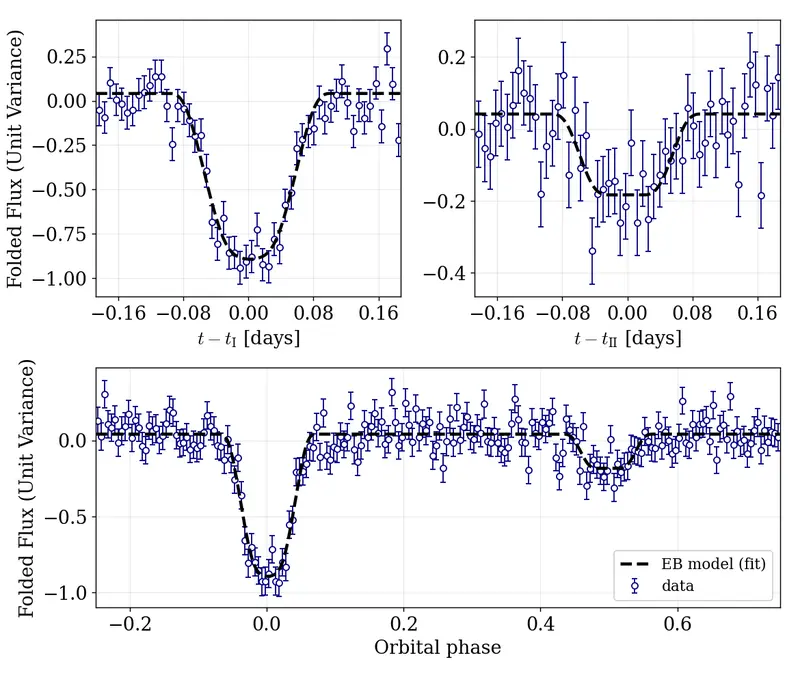 Folded Flux (Unit Variance)
0.25
0.00
−0.25
−0.50
−0.75
−1.00
−0.16 −0.08 0.00 0.08 0.16
t − tI [days]
0.2
0.0
−0.2
−0.4
−0.16 −0.08 0.00 0.08 0.16
t − tII [days]
Folded Flux (Unit Variance)
0.0
−0.5
−1.0
−0.2 0.0 0.2 0.4 0.6
Orbital phase
EB model (fit)
data